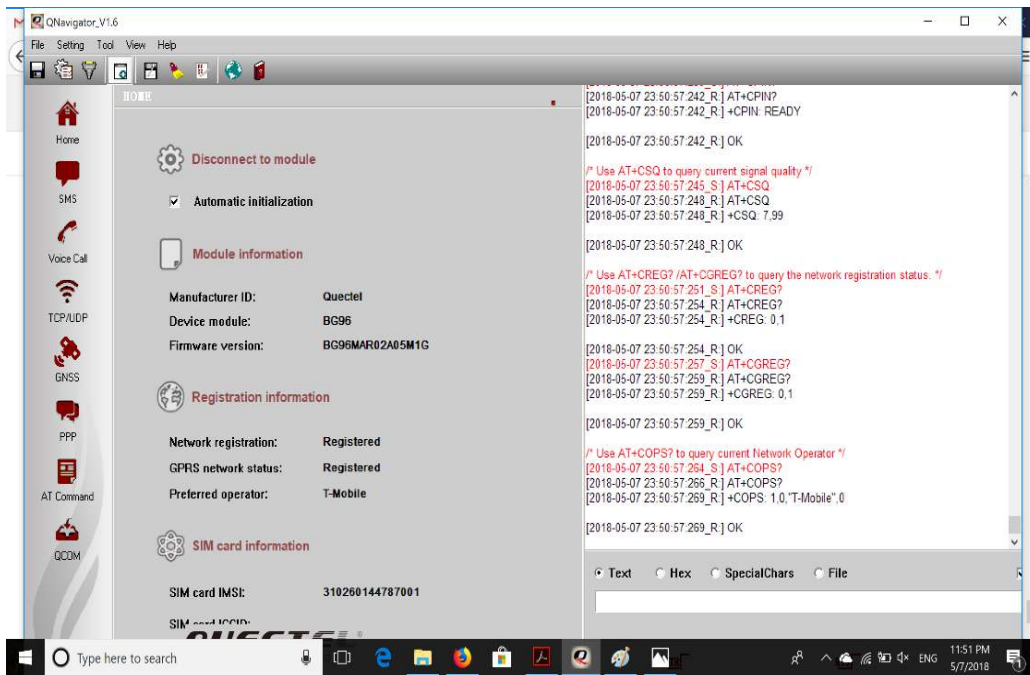 QNavigator_V1.6
File Setting Tool View Help
HOME
Home
SMS
Voice Call
TCP/UDP
GNSS
PPP
AT Command
QCOM
Disconnect to module
Automatic initialization
Module information
Manufacturer ID: Quectel
Device module: BG96
Firmware version: BG96MAR02A05M1G
Registration information
Network registration: Registered
GPRS network status: Registered
Preferred operator: T-Mobile
SIM card information
SIM card IMSI: 310260144787001
SIM card ICCID:
QUECTEL
[2018-05-07 23:50:57:242_R:] AT+CPIN?
[2018-05-07 23:50:57:242_R:] +CPIN: READY
[2018-05-07 23:50:57:242_R:] OK
/* Use AT+CSQ to query current signal quality */
[2018-05-07 23:50:57:245_S:] AT+CSQ
[2018-05-07 23:50:57:248_R:] AT+CSQ
[2018-05-07 23:50:57:248_R:] +CSQ: 7,99
[2018-05-07 23:50:57:248_R:] OK
/* Use AT+CREG? /AT+CGREG? to query the network registration status. */
[2018-05-07 23:50:57:251_S:] AT+CREG?
[2018-05-07 23:50:57:254_R:] AT+CREG?
[2018-05-07 23:50:57:254_R:] +CREG: 0,1
[2018-05-07 23:50:57:254_R:] OK
[2018-05-07 23:50:57:257_S:] AT+CGREG?
[2018-05-07 23:50:57:259_R:] AT+CGREG?
[2018-05-07 23:50:57:259_R:] +CGREG: 0,1
[2018-05-07 23:50:57:259_R:] OK
/* Use AT+COPS? to query current Network Operator */
[2018-05-07 23:50:57:264_S:] AT+COPS?
[2018-05-07 23:50:57:266_R:] AT+COPS?
[2018-05-07 23:50:57:269_R:] +COPS: 1,0,"T-Mobile",0
[2018-05-07 23:50:57:269_R:] OK
Text Hex SpecialChars File
Type here to search
ENG
11:51 PM
5/7/2018